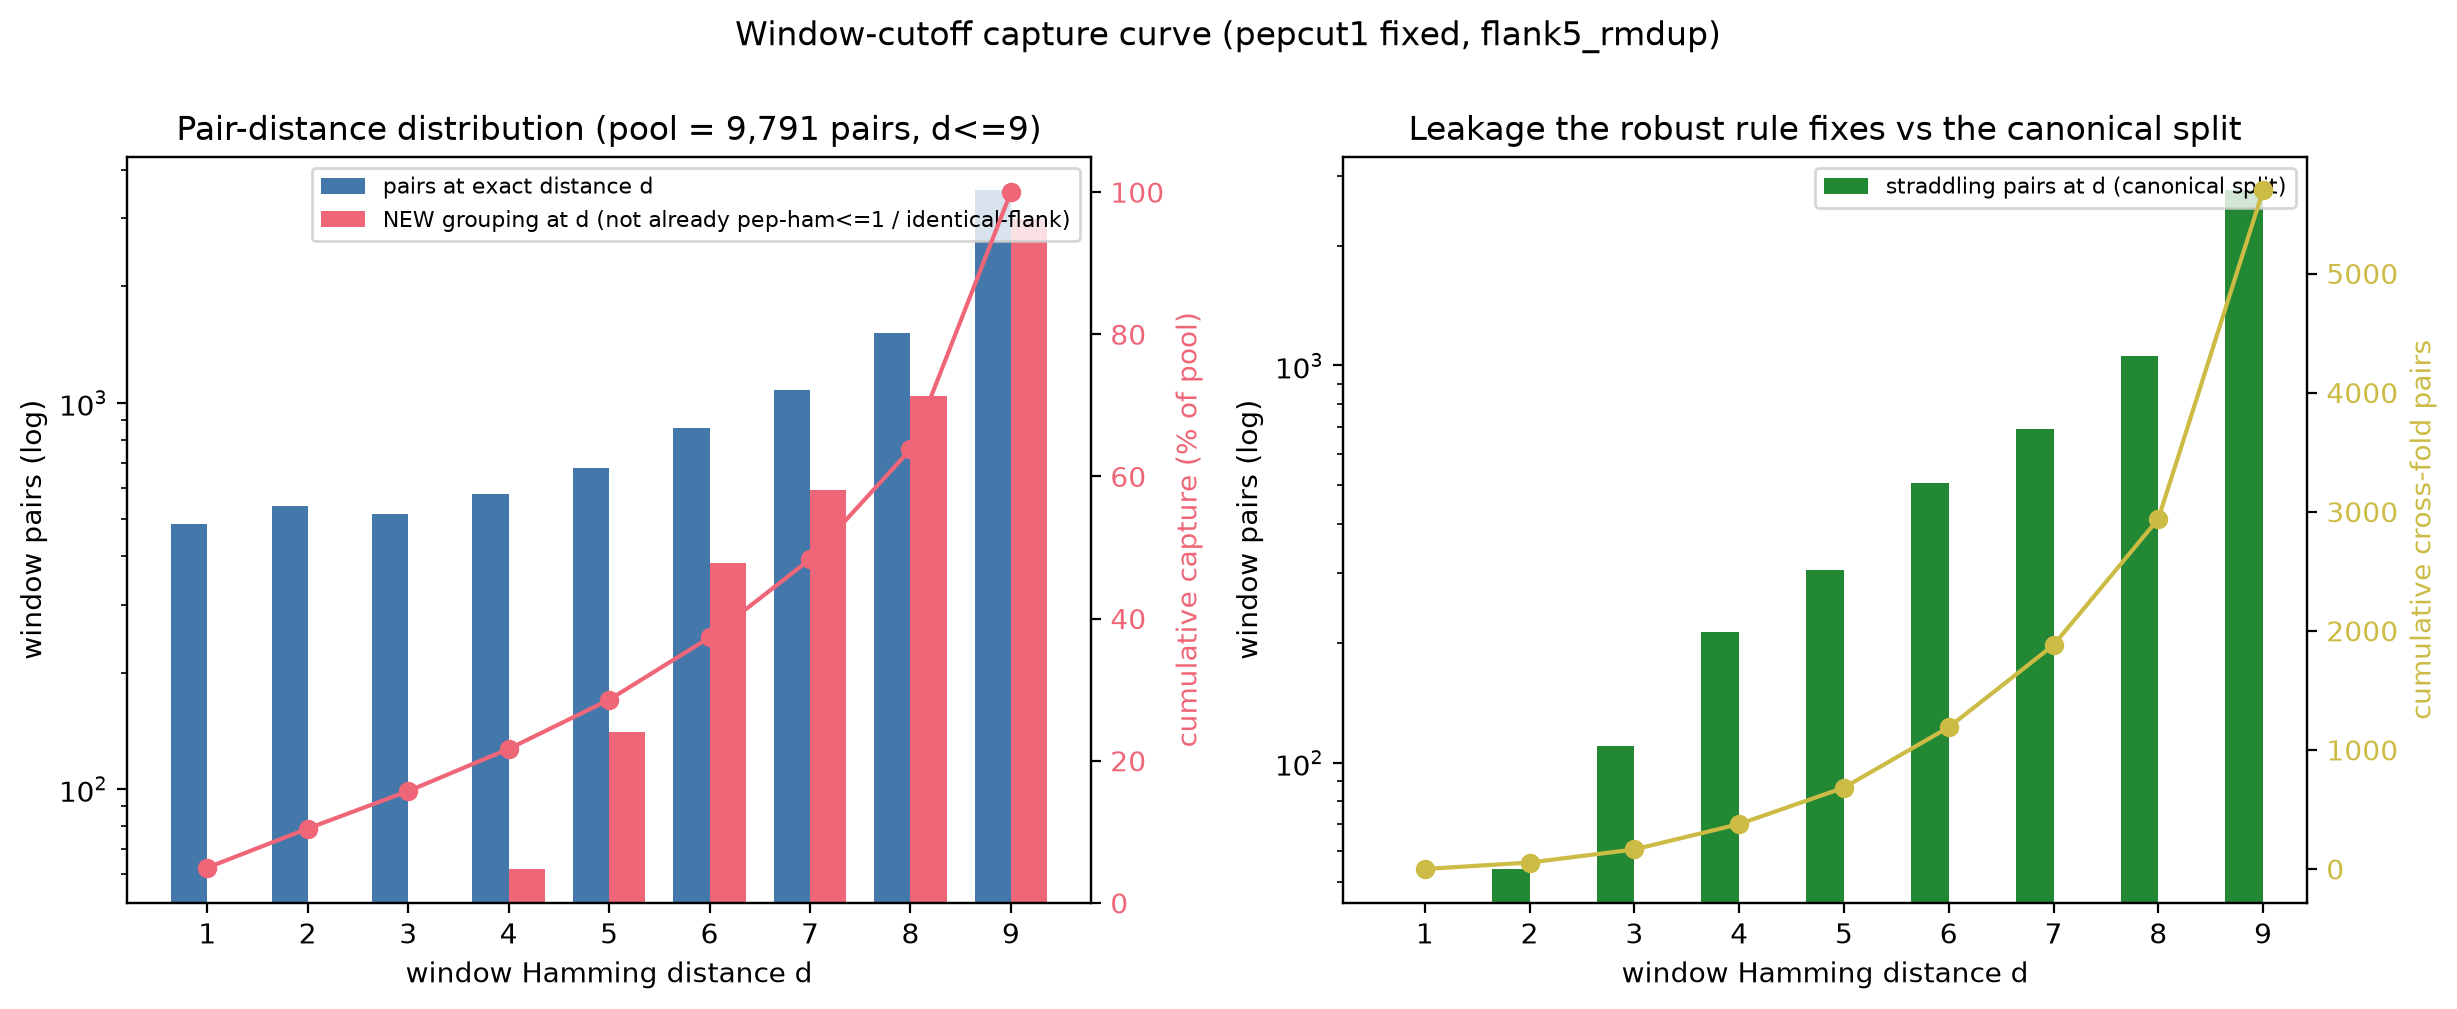 Window-cutoff capture curve (pepcut1 fixed, flank5_rmdup)
Pair-distance distribution (pool = 9,791 pairs, d<=9)
pairs at exact distance d
NEW grouping at d (not already pep-ham<=1 / identical-flank)
window pairs (log)
10³
10²
1 2 3 4 5 6 7 8 9
window Hamming distance d
100
80
60
40
20
0
cumulative capture (% of pool)
Leakage the robust rule fixes vs the canonical split
straddling pairs at d (canonical split)
window pairs (log)
10³
10²
1 2 3 4 5 6 7 8 9
window Hamming distance d
5000
4000
3000
2000
1000
0
cumulative cross-fold pairs